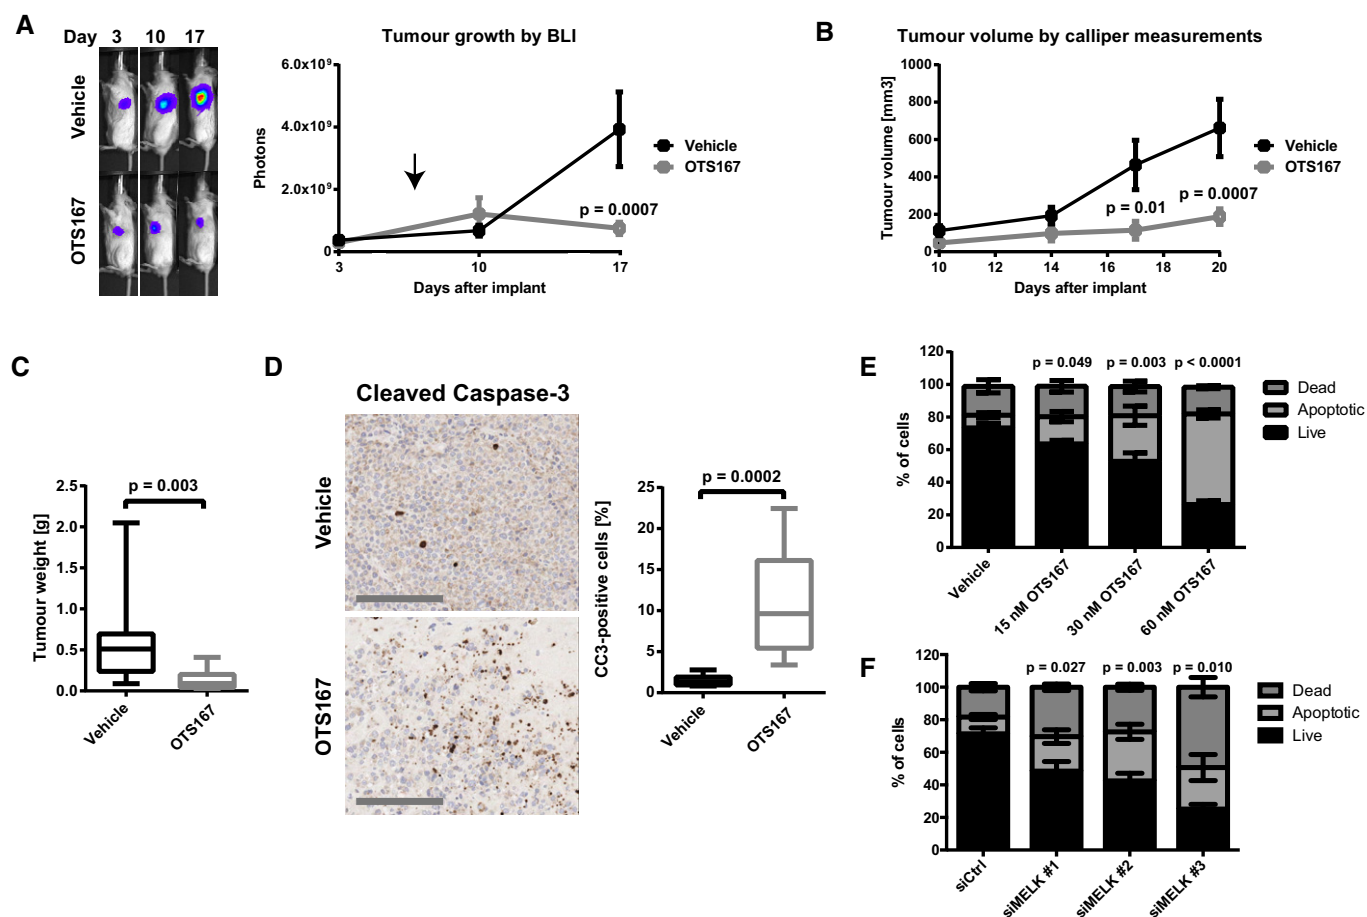 A
Day 3 10 17
Vehicle
OTS167
Tumour growth by BLI
Photons
6.0x10⁹
4.0x10⁹
2.0x10⁹
0
3 10 17
Days after implant
p = 0.0007
Vehicle
OTS167
B
Tumour volume by calliper measurements
Tumour volume [mm3]
1000
800
600
400
200
0
10 12 14 16 18 20
Days after implant
p = 0.01
p = 0.0007
Vehicle
OTS167
C
Tumour weight [g]
2.5
2.0
1.5
1.0
0.5
0.0
p = 0.003
Vehicle
OTS167
D
Cleaved Caspase-3
Vehicle
OTS167
CC3-positive cells [%]
25
20
15
10
5
0
p = 0.0002
Vehicle
OTS167
E
% of cells
120
100
80
60
40
20
0
p = 0.049
p = 0.003
p < 0.0001
Vehicle
15 nM OTS167
30 nM OTS167
60 nM OTS167
Dead
Apoptotic
Live
F
% of cells
120
100
80
60
40
20
0
p = 0.027
p = 0.003
p = 0.010
siCtrl
siMELK #1
siMELK #2
siMELK #3
Dead
Apoptotic
Live